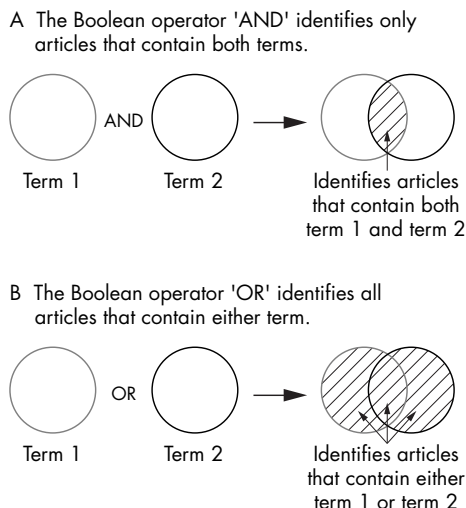 A The Boolean operator 'AND' identifies only
articles that contain both terms.
AND
Term 1
Term 2
Identifies articles
that contain both
term 1 and term 2
B The Boolean operator 'OR' identifies all
articles that contain either term.
OR
Term 1
Term 2
Identifies articles
that contain either
term 1 or term 2